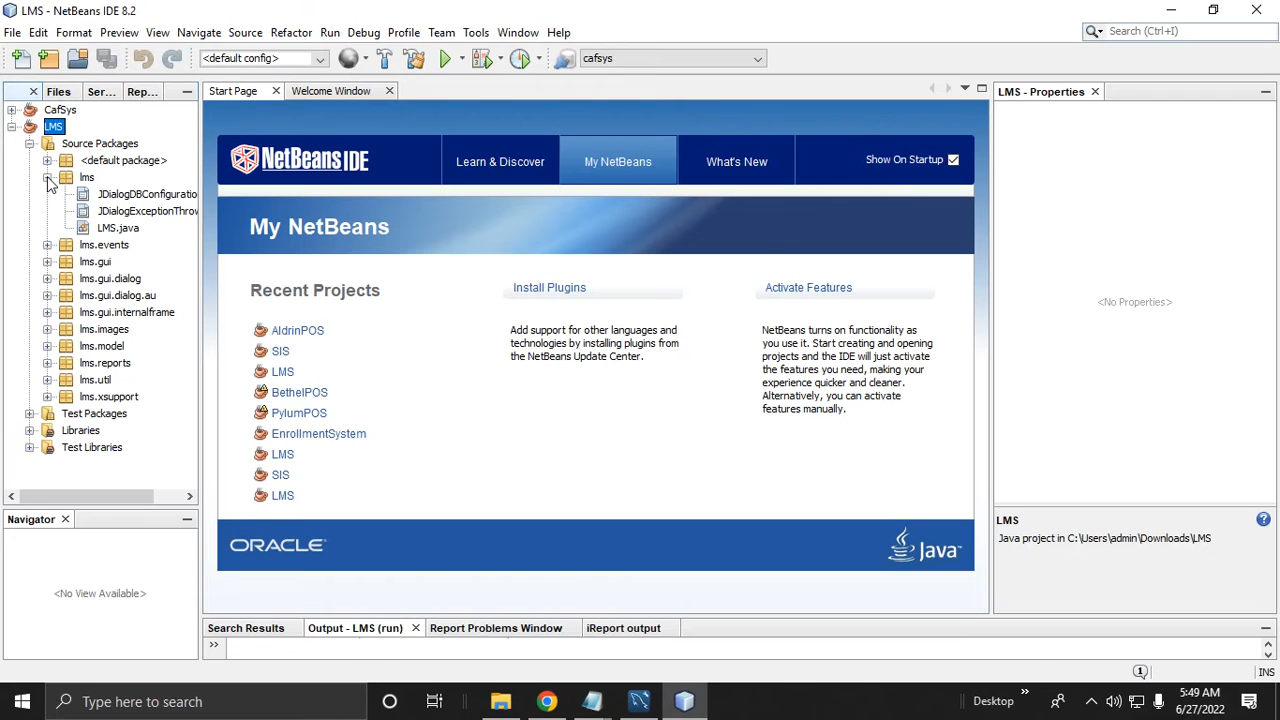 LMS - NetBeans IDE 8.2
File Edit Format Preview View Navigate Source Refactor Run Debug Profile Team Tools Window Help
Search (Ctrl+I)
<default config>
cafsys
Files Ser... Rep...
Start Page Welcome Window
LMS - Properties
CafSys
LMS
Source Packages
<default package>
lms
JDialogDBConfiguratio
JDialogExceptionThrow
LMS.java
lms.events
lms.gui
lms.gui.dialog
lms.gui.dialog.au
lms.gui.internalframe
lms.images
lms.model
lms.reports
lms.util
lms.xsupport
Test Packages
Libraries
Test Libraries
Navigator
<No View Available>
NetBeans IDE
Learn & Discover
My NetBeans
What's New
Show On Startup
My NetBeans
Recent Projects
AldrinPOS
SIS
LMS
BethelPOS
PylumPOS
EnrollmentSystem
LMS
SIS
LMS
Install Plugins
Add support for other languages and
technologies by installing plugins from
the NetBeans Update Center.
Activate Features
NetBeans turns on functionality as
you use it. Start creating and opening
projects and the IDE will just activate
the features you need, making your
experience quicker and cleaner.
Alternatively, you can activate
features manually.
ORACLE
Java
<No Properties>
LMS
Java project in C:\Users\admin\Downloads\LMS
Search Results Output - LMS (run) Report Problems Window iReport output
1
INS
Type here to search
Desktop
5:49 AM
6/27/2022